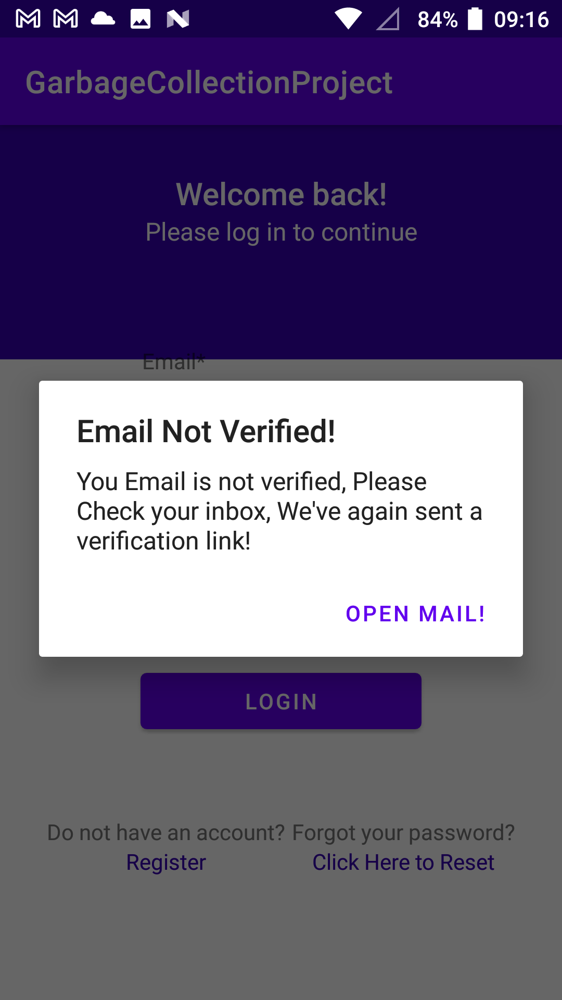 84% 09:16
GarbageCollectionProject
Welcome back!
Please log in to continue
Email*
Email Not Verified!
You Email is not verified, Please
Check your inbox, We've again sent a
verification link!
OPEN MAIL!
LOGIN
Do not have an account? Forgot your password?
Register Click Here to Reset